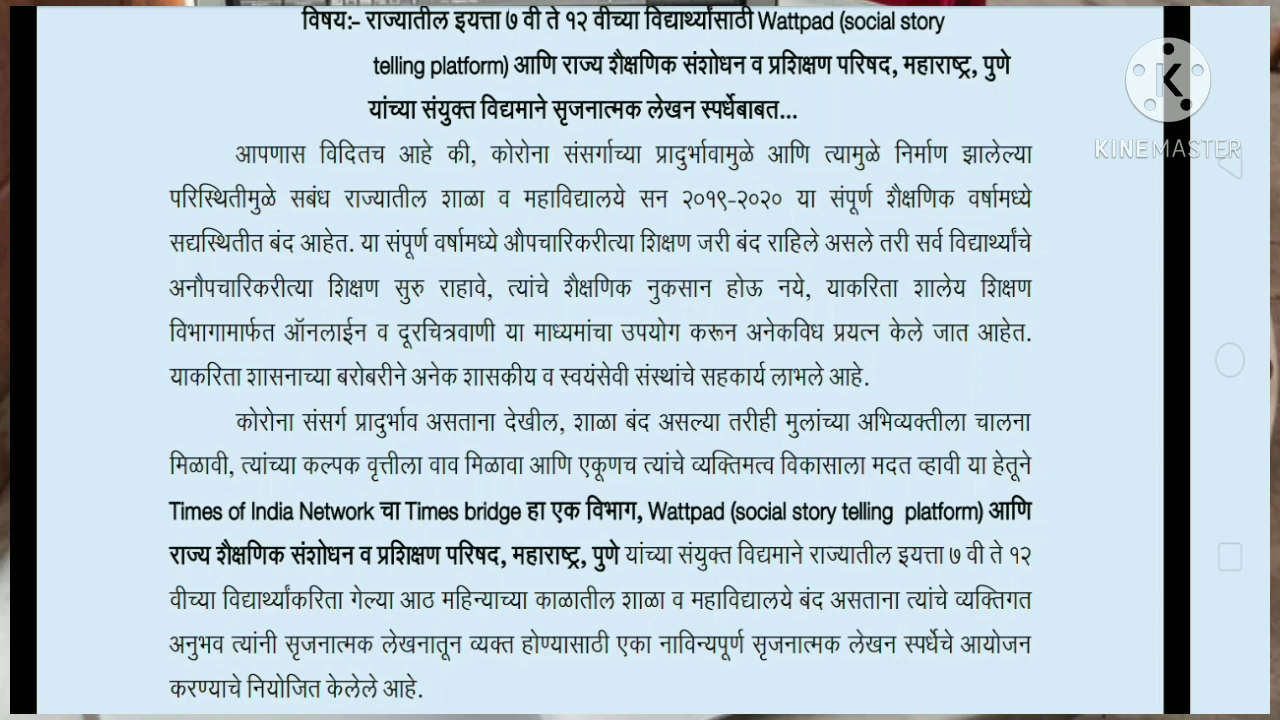 विषय:- राज्यातील इयत्ता ७ वी ते १२ वीच्या विद्यार्थ्यांसाठी Wattpad (social story
telling platform) आणि राज्य शैक्षणिक संशोधन व प्रशिक्षण परिषद, महाराष्ट्र, पुणे
यांच्या संयुक्त विद्यमाने सृजनात्मक लेखन स्पर्धेबाबत...
आपणास विदितच आहे की, कोरोना संसर्गाच्या प्रादुर्भावामुळे आणि त्यामुळे निर्माण झालेल्या
परिस्थितीमुळे सबंध राज्यातील शाळा व महाविद्यालये सन २०१९-२०२० या संपूर्ण शैक्षणिक वर्षामध्ये
सद्यस्थितीत बंद आहेत. या संपूर्ण वर्षामध्ये औपचारिकरीत्या शिक्षण जरी बंद राहिले असले तरी सर्व विद्यार्थ्यांचे
अनौपचारिकरीत्या शिक्षण सुरु राहावे, त्यांचे शैक्षणिक नुकसान होऊ नये, याकरिता शालेय शिक्षण
विभागामार्फत ऑनलाईन व दूरचित्रवाणी या माध्यमांचा उपयोग करून अनेकविध प्रयत्न केले जात आहेत.
याकरिता शासनाच्या बरोबरीने अनेक शासकीय व स्वयंसेवी संस्थांचे सहकार्य लाभले आहे.
कोरोना संसर्ग प्रादुर्भाव असताना देखील, शाळा बंद असल्या तरीही मुलांच्या अभिव्यक्तीला चालना
मिळावी, त्यांच्या कल्पक वृत्तीला वाव मिळावा आणि एकूणच त्यांचे व्यक्तिमत्व विकासाला मदत व्हावी या हेतूने
Times of India Network चा Times bridge हा एक विभाग, Wattpad (social story telling platform) आणि
राज्य शैक्षणिक संशोधन व प्रशिक्षण परिषद, महाराष्ट्र, पुणे यांच्या संयुक्त विद्यमाने राज्यातील इयत्ता ७ वी ते १२
वीच्या विद्यार्थ्यांकरिता गेल्या आठ महिन्याच्या काळातील शाळा व महाविद्यालये बंद असताना त्यांचे व्यक्तिगत
अनुभव त्यांनी सृजनात्मक लेखनातून व्यक्त होण्यासाठी एका नाविन्यपूर्ण सृजनात्मक लेखन स्पर्धेचे आयोजन
करण्याचे नियोजित केलेले आहे.
K
KINEMASTER